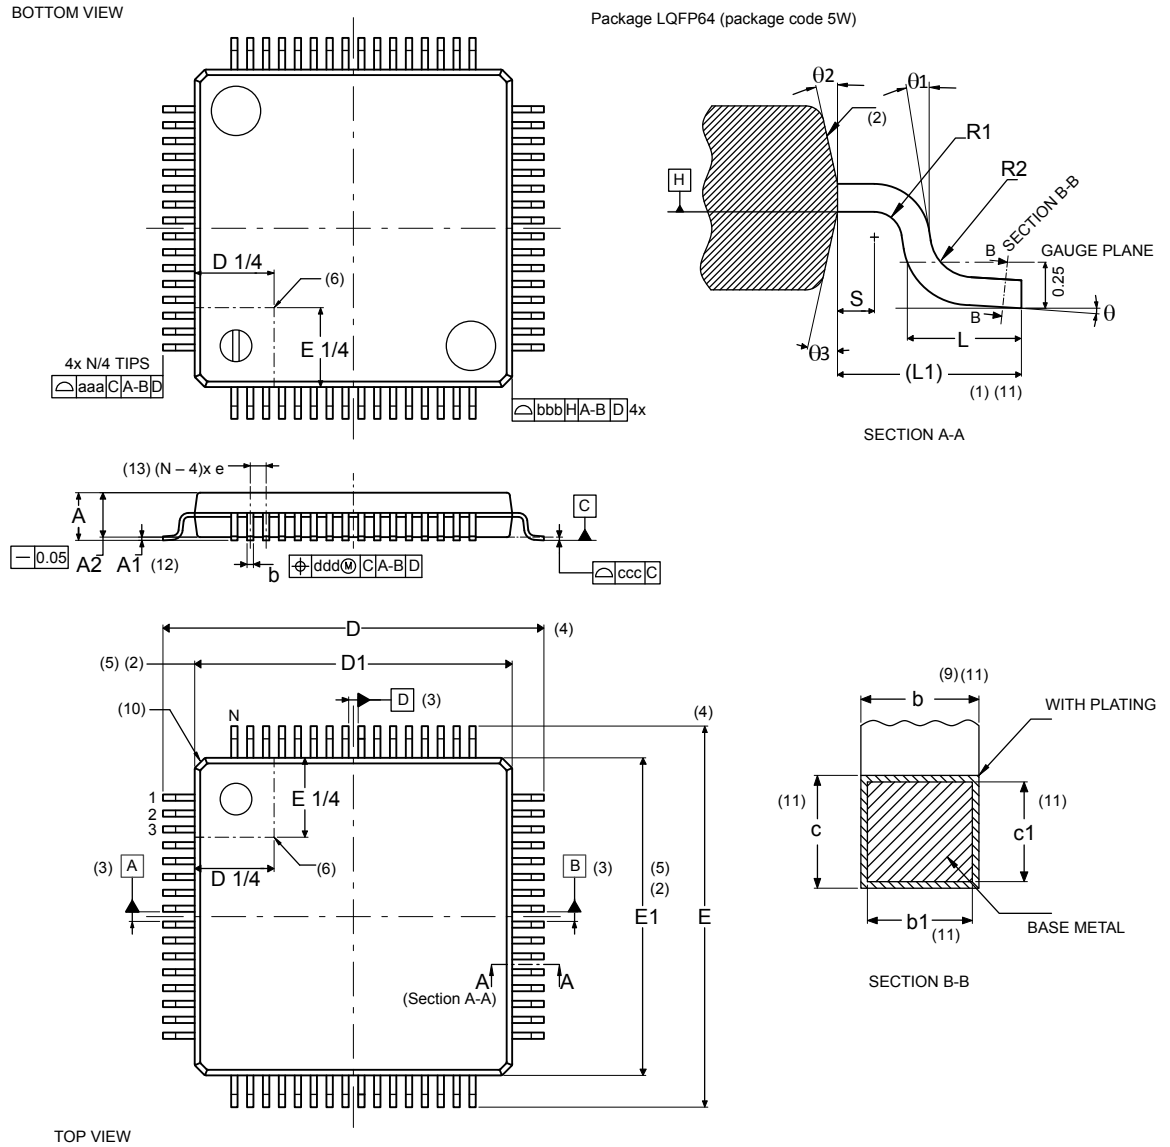 BOTTOM VIEW
Package LQFP64 (package code 5W)
D 1/4
(6)
E 1/4
4x N/4 TIPS
⌓ aaa C A-B D
⌓ bbb H A-B D 4x
θ2
θ1
(2)
R1
R2
H
SECTION B-B
B
GAUGE PLANE
0.25
S
B
θ
θ3
L
(L1)
(1) (11)
SECTION A-A
(13) (N – 4)x e
A
C
— 0.05
A2
A1
(12)
b
⌖ ddd Ⓜ C A-B D
⌓ ccc C
D
(4)
(5) (2)
D1
D
(3)
(10)
N
(4)
E 1/4
1
2
3
(6)
D 1/4
(3)
A
B
(3)
(5)
(2)
E1
E
A
A
(Section A-A)
TOP VIEW
(9) (11)
b
WITH PLATING
(11)
(11)
c
c1
b1
(11)
BASE METAL
SECTION B-B